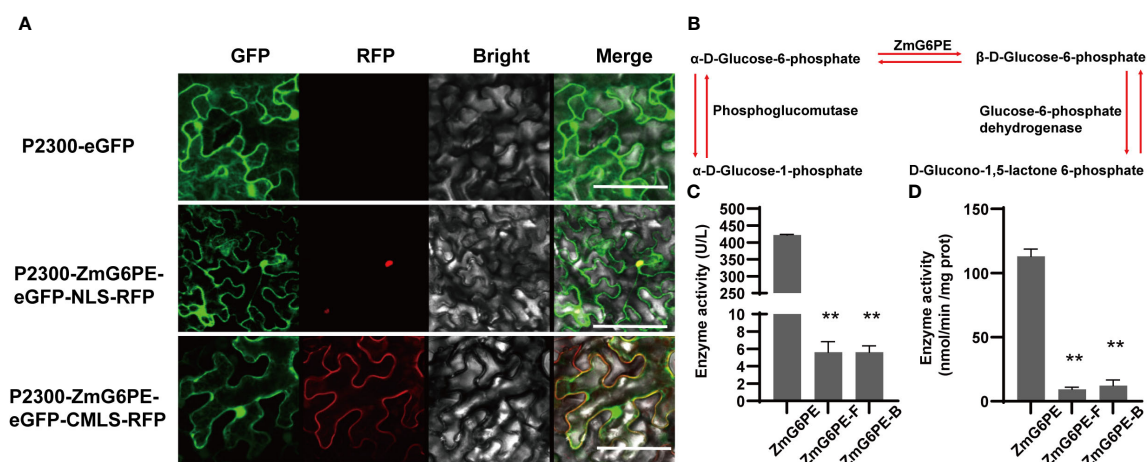 A
GFP RFP Bright Merge
P2300-eGFP
P2300-ZmG6PE-
eGFP-NLS-RFP
P2300-ZmG6PE-
eGFP-CMLS-RFP
B
ZmG6PE
α-D-Glucose-6-phosphate β-D-Glucose-6-phosphate
Phosphoglucomutase
Glucose-6-phosphate
dehydrogenase
α-D-Glucose-1-phosphate D-Glucono-1,5-lactone 6-phosphate
C
Enzyme activity (U/L)
500
450
400
350
300
250
10
8
6
4
2
0
** **
ZmG6PE ZmG6PE-F ZmG6PE-B
D
Enzyme activity
(nmol/min /mg prot)
150
100
50
0
** **
ZmG6PE ZmG6PE-F ZmG6PE-B